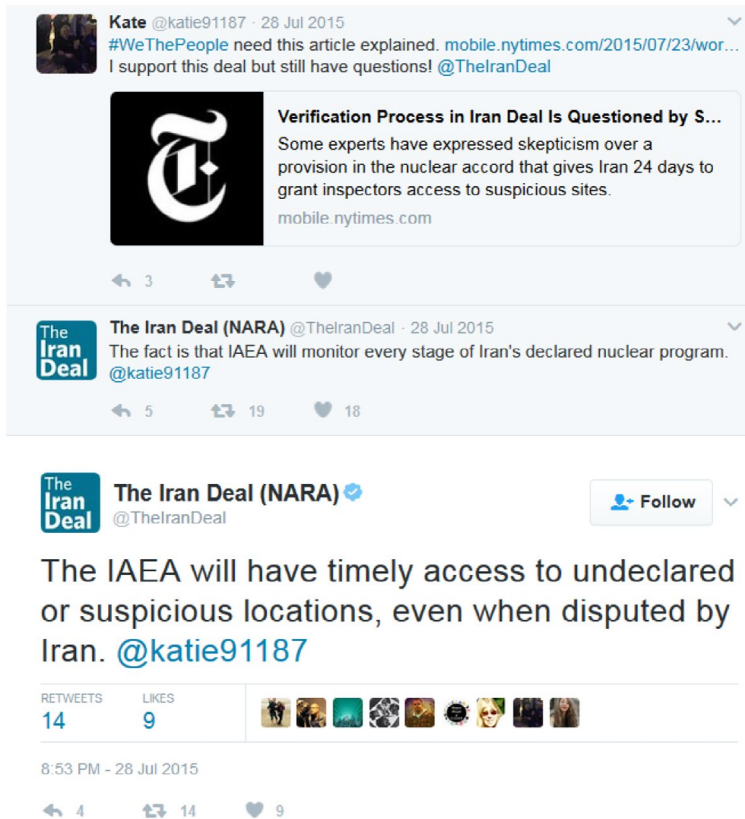 Kate @katie91187 · 28 Jul 2015
#WeThePeople need this article explained. mobile.nytimes.com/2015/07/23/wor...
I support this deal but still have questions! @TheIranDeal
Verification Process in Iran Deal Is Questioned by S...
Some experts have expressed skepticism over a
provision in the nuclear accord that gives Iran 24 days to
grant inspectors access to suspicious sites.
mobile.nytimes.com
3
The Iran Deal
The Iran Deal (NARA) @TheIranDeal · 28 Jul 2015
The fact is that IAEA will monitor every stage of Iran's declared nuclear program.
@katie91187
5 19 18
The
Iran
Deal
The Iran Deal (NARA)
@TheIranDeal
Follow
The IAEA will have timely access to undeclared
or suspicious locations, even when disputed by
Iran. @katie91187
RETWEETS LIKES
14 9
8:53 PM - 28 Jul 2015
4 14 9